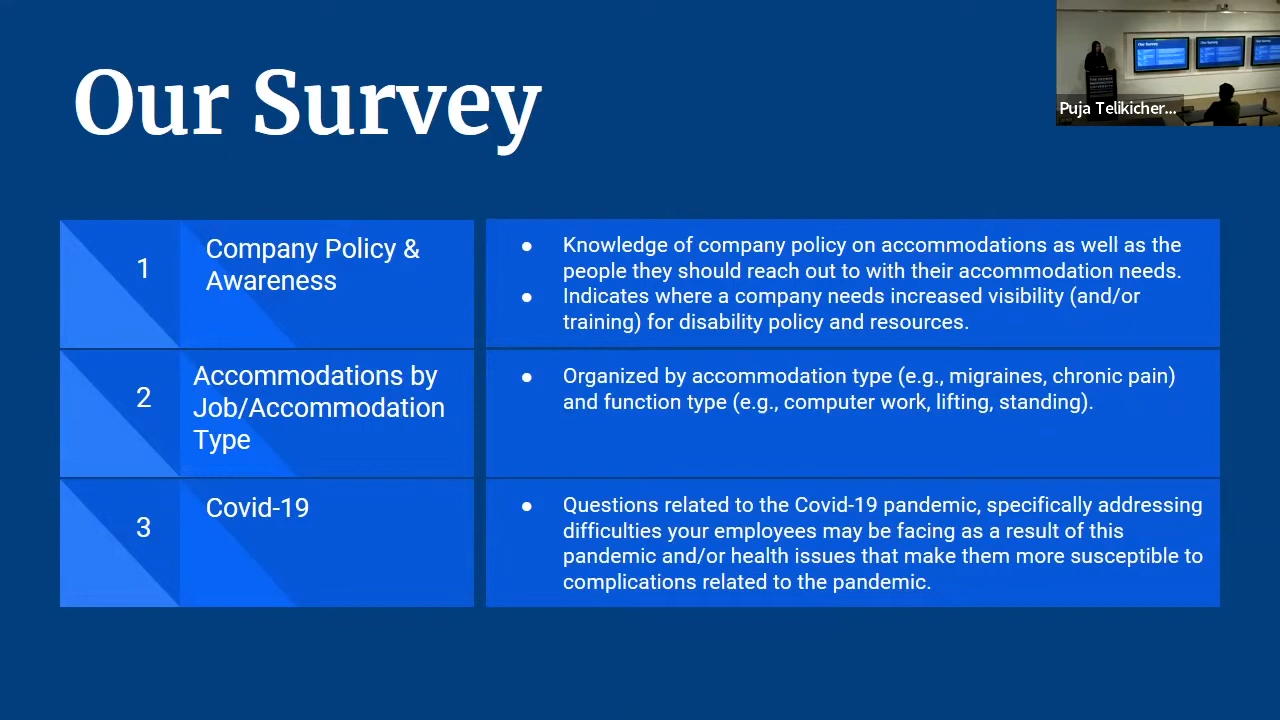 Our Survey
Puja Telikicher...
1
Company Policy &
Awareness
● Knowledge of company policy on accommodations as well as the
people they should reach out to with their accommodation needs.
● Indicates where a company needs increased visibility (and/or
training) for disability policy and resources.
2
Accommodations by
Job/Accommodation
Type
● Organized by accommodation type (e.g., migraines, chronic pain)
and function type (e.g., computer work, lifting, standing).
3
Covid-19
● Questions related to the Covid-19 pandemic, specifically addressing
difficulties your employees may be facing as a result of this
pandemic and/or health issues that make them more susceptible to
complications related to the pandemic.